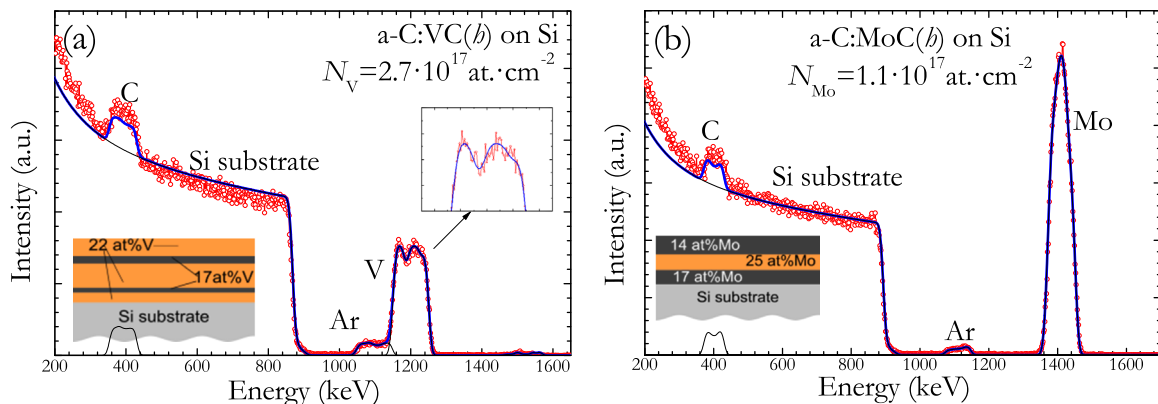 (a)
a-C:VC(h) on Si
N_V=2.7·10^17 at.·cm^-2
C
Si substrate
22 at%V
17at%V
Si substrate
V
Ar
Intensity (a.u.)
200 400 600 800 1000 1200 1400 1600
Energy (keV)
(b)
a-C:MoC(h) on Si
N_Mo=1.1·10^17 at.·cm^-2
Mo
C
Si substrate
14 at%Mo
25 at%Mo
17 at%Mo
Si substrate
Ar
Intensity (a.u.)
200 400 600 800 1000 1200 1400 1600
Energy (keV)